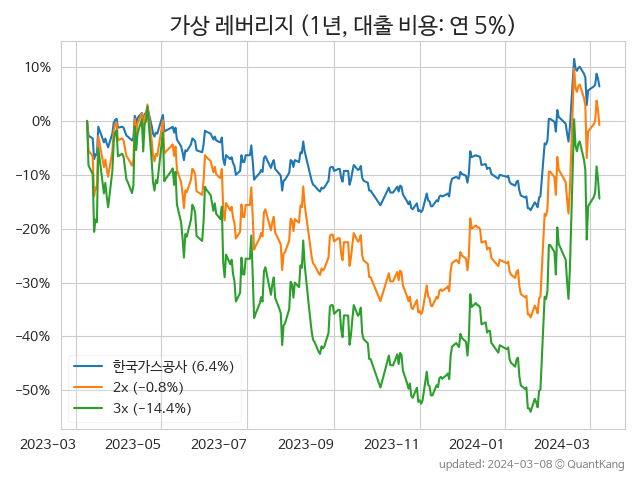 가상 레버리지 (1년, 대출 비용: 연 5%)
10%
0%
−10%
−20%
−30%
−40%
−50%
한국가스공사 (6.4%)
2x (−0.8%)
3x (−14.4%)
2023-03 2023-05 2023-07 2023-09 2023-11 2024-01 2024-03
updated: 2024-03-08 © QuantKang